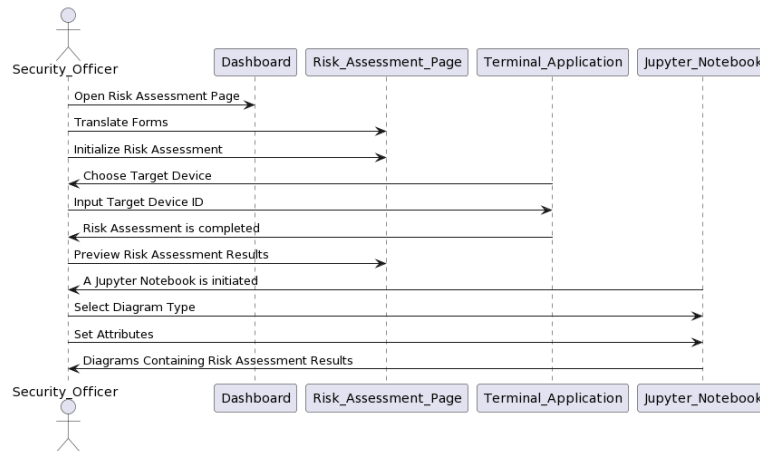 Security_Officer
Dashboard
Risk_Assessment_Page
Terminal_Application
Jupyter_Notebook
Open Risk Assessment Page
Translate Forms
Initialize Risk Assessment
Choose Target Device
Input Target Device ID
Risk Assessment is completed
Preview Risk Assessment Results
A Jupyter Notebook is initiated
Select Diagram Type
Set Attributes
Diagrams Containing Risk Assessment Results
Security_Officer
Dashboard
Risk_Assessment_Page
Terminal_Application
Jupyter_Notebook